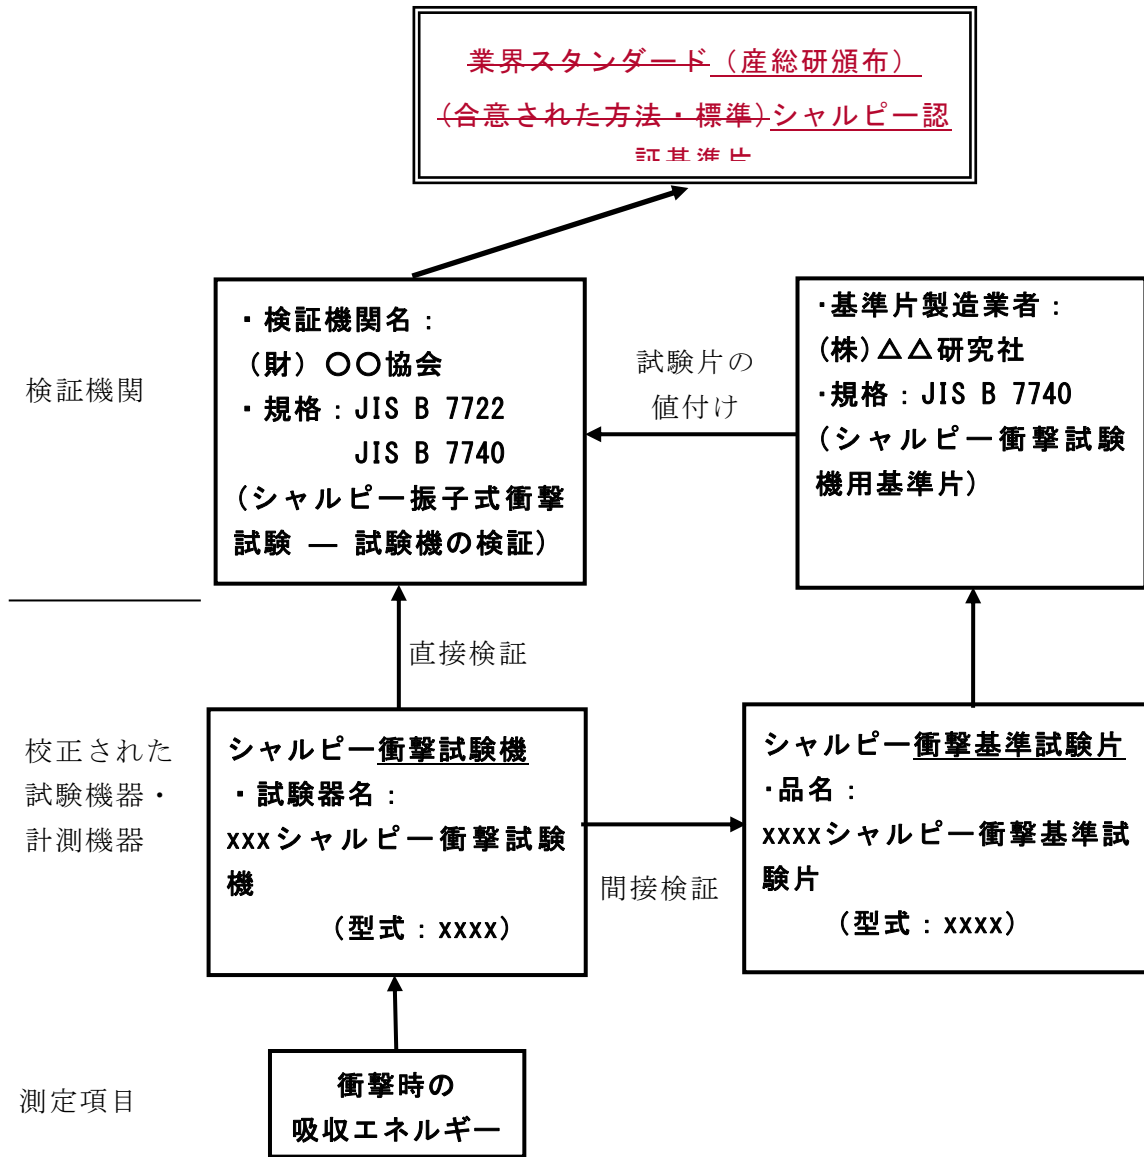 業界スタンダード（産総研頒布）
(合意された方法・標準)シャルピー認
証基準片
検証機関
・検証機関名：
（財）〇〇協会
・規格：JIS B 7722
JIS B 7740
(シャルピー振子式衝撃
試験 ― 試験機の検証)
試験片の
値付け
・基準片製造業者：
(株)△△研究社
・規格：JIS B 7740
(シャルピー衝撃試験
機用基準片)
直接検証
校正された
試験機器・
計測機器
シャルピー衝撃試験機
・試験器名：
xxxシャルピー衝撃試験
機
（型式：xxxx）
間接検証
シャルピー衝撃基準試験片
・品名：
xxxxシャルピー衝撃基準試
験片
（型式：xxxx）
測定項目
衝撃時の
吸収エネルギー